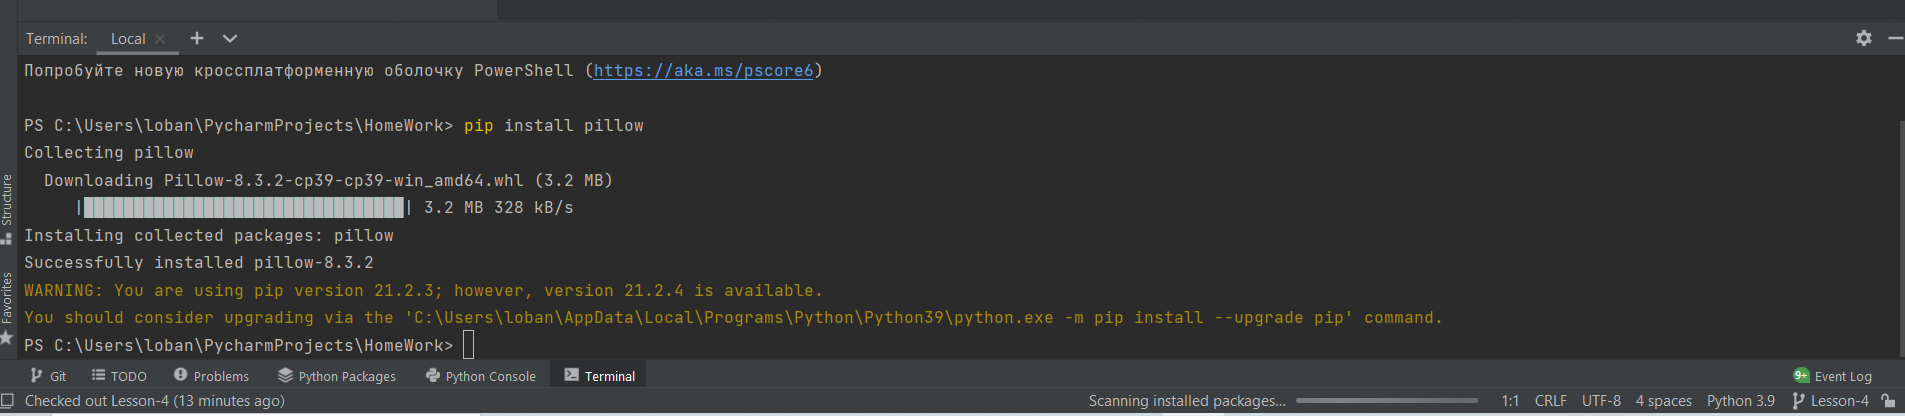 Terminal: Local
Попробуйте новую кроссплатформенную оболочку PowerShell (https://aka.ms/pscore6)
PS C:\Users\loban\PycharmProjects\HomeWork> pip install pillow
Collecting pillow
Downloading Pillow-8.3.2-cp39-cp39-win_amd64.whl (3.2 MB)
|████████████████████████████████| 3.2 MB 328 kB/s
Installing collected packages: pillow
Successfully installed pillow-8.3.2
WARNING: You are using pip version 21.2.3; however, version 21.2.4 is available.
You should consider upgrading via the 'C:\Users\loban\AppData\Local\Programs\Python\Python39\python.exe -m pip install --upgrade pip' command.
PS C:\Users\loban\PycharmProjects\HomeWork>
Structure
Favorites
Git TODO Problems Python Packages Python Console Terminal 9+ Event Log
Checked out Lesson-4 (13 minutes ago) Scanning installed packages... 1:1 CRLF UTF-8 4 spaces Python 3.9 Lesson-4